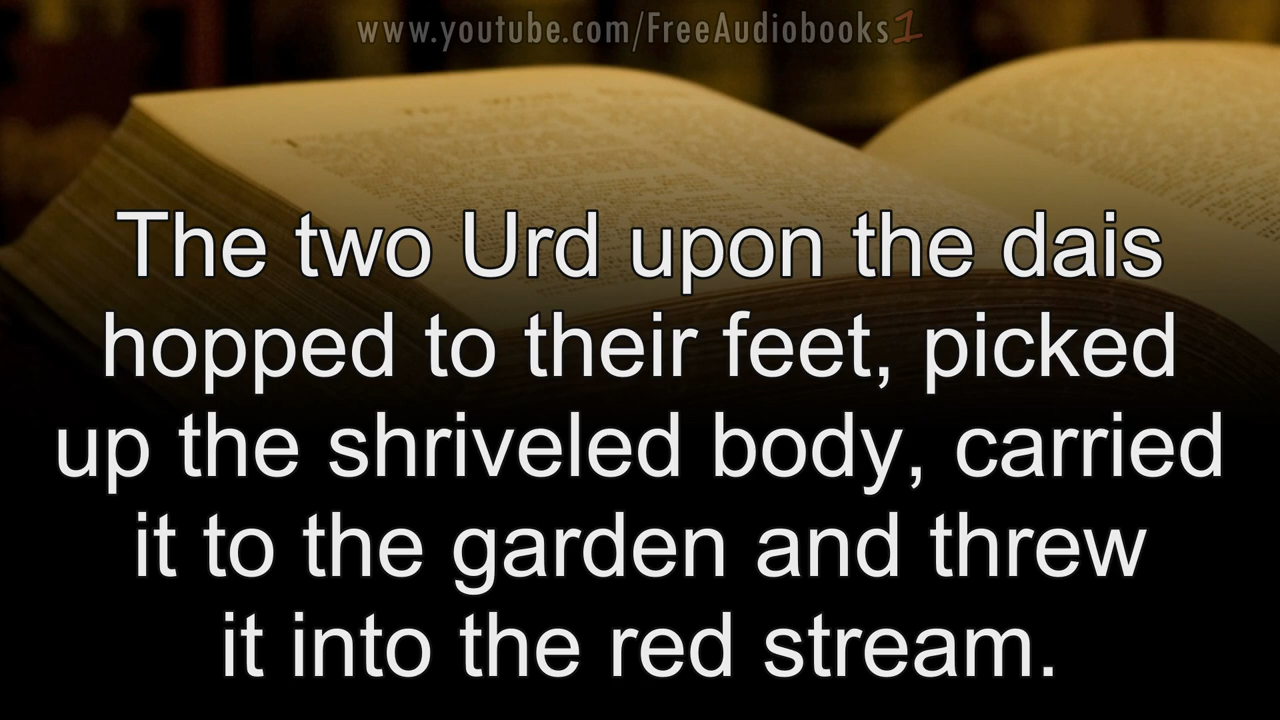 www.youtube.com/FreeAudiobooks1
The two Urd upon the dais
hopped to their feet, picked
up the shriveled body, carried
it to the garden and threw
it into the red stream.